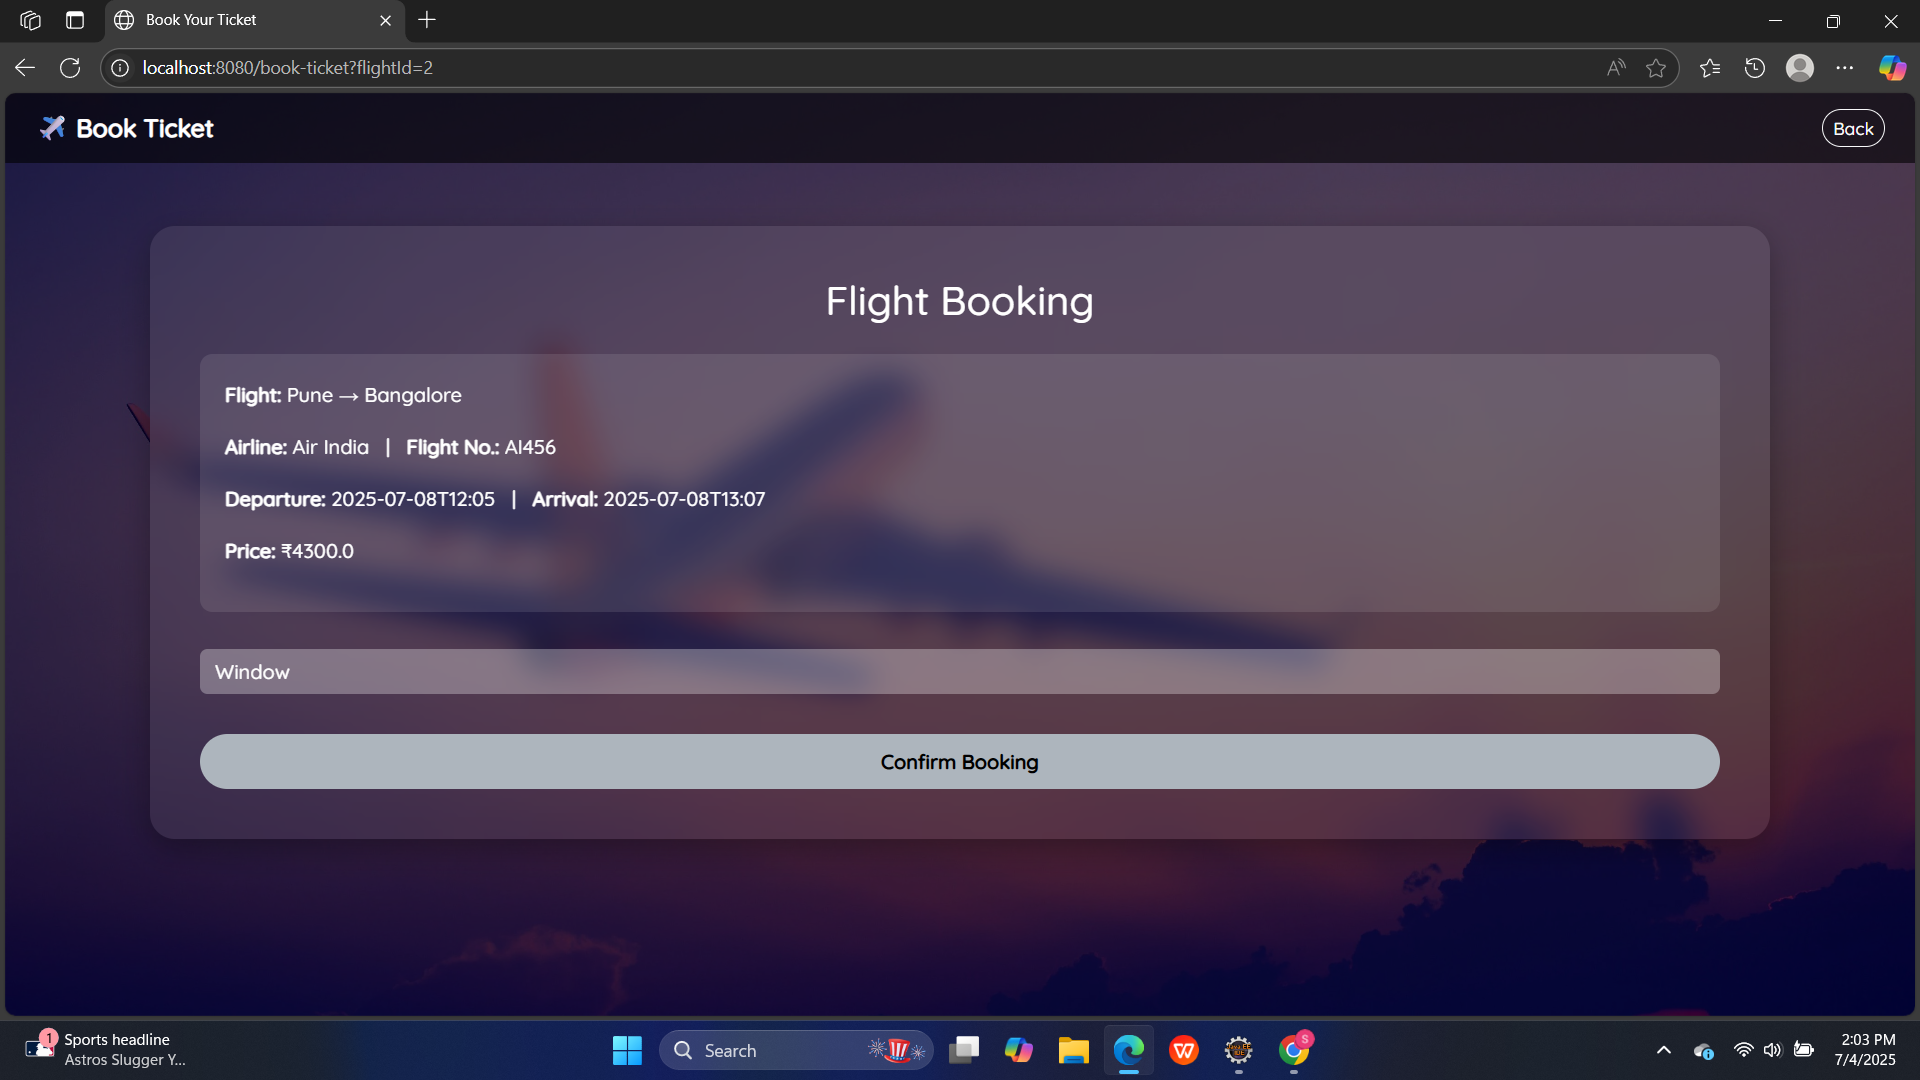 Book Your Ticket
localhost:8080/book-ticket?flightId=2
Book Ticket
Back
Flight Booking
Flight: Pune → Bangalore
Airline: Air India | Flight No.: AI456
Departure: 2025-07-08T12:05 | Arrival: 2025-07-08T13:07
Price: ₹4300.0
Window
Confirm Booking
1
Sports headline
Astros Slugger Y...
Search
S
2:03 PM
7/4/2025